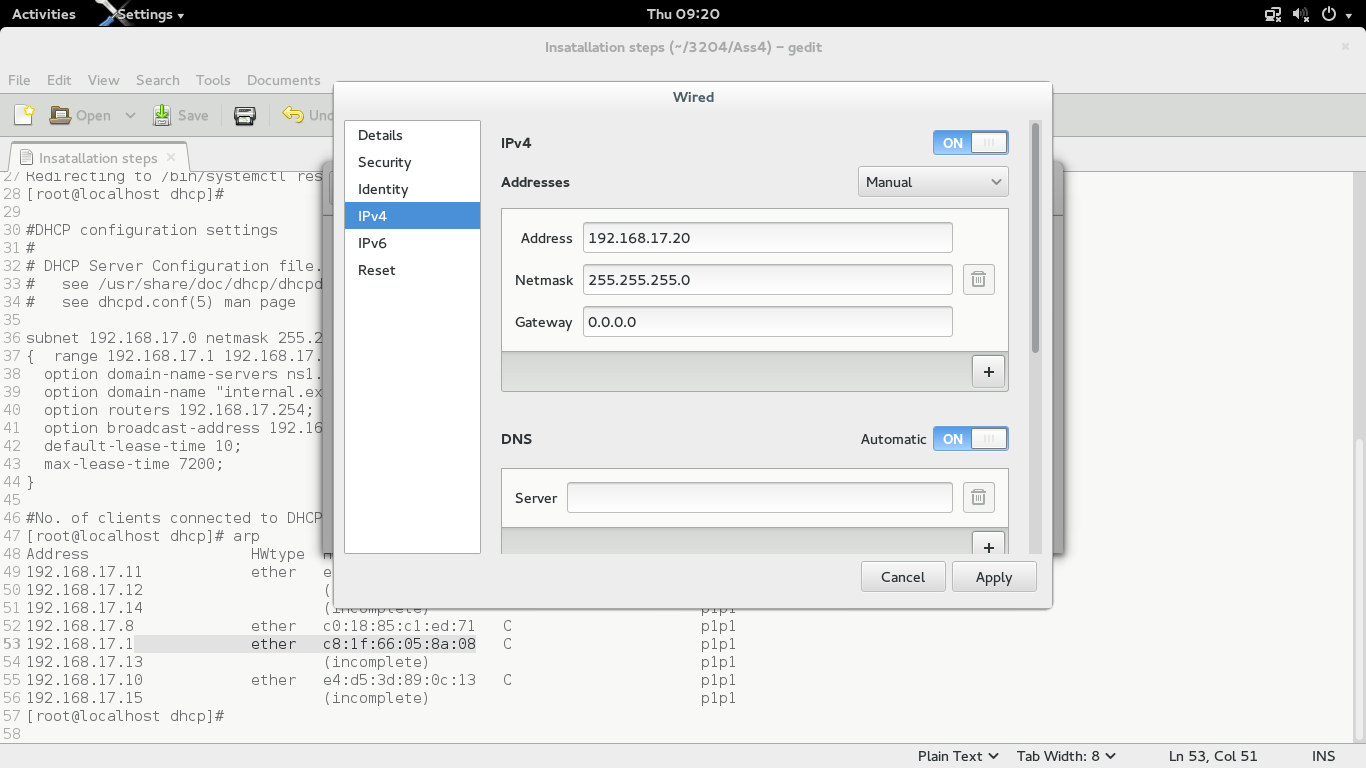 Activities Settings Thu 09:20
Insatallation steps (~/3204/Ass4) – gedit
File Edit View Search Tools Documents
Open Save
Insatallation steps
27 Redirecting to /bin/systemctl res
28 [root@localhost dhcp]#
29
30 #DHCP configuration settings
31 #
32 # DHCP Server Configuration file.
33 #   see /usr/share/doc/dhcp/dhcpd
34 #   see dhcpd.conf(5) man page
35
36 subnet 192.168.17.0 netmask 255.2
37 {  range 192.168.17.1 192.168.17.
38   option domain-name-servers ns1.
39   option domain-name "internal.ex
40   option routers 192.168.17.254;
41   option broadcast-address 192.16
42   default-lease-time 10;
43   max-lease-time 7200;
44 }
45
46 #No. of clients connected to DHCP
47 [root@localhost dhcp]# arp
48 Address HWtype
49 192.168.17.11 ether e
50 192.168.17.12 (
51 192.168.17.14 (incomplete) p1p1
52 192.168.17.8 ether c0:18:85:c1:ed:71 C p1p1
53 192.168.17.1 ether c8:1f:66:05:8a:08 C p1p1
54 192.168.17.13 (incomplete) p1p1
55 192.168.17.10 ether e4:d5:3d:89:0c:13 C p1p1
56 192.168.17.15 (incomplete) p1p1
57 [root@localhost dhcp]#
58
Plain Text Tab Width: 8 Ln 53, Col 51 INS
Wired
Details
Security
Identity
IPv4
IPv6
Reset
IPv4 ON
Addresses Manual
Address 192.168.17.20
Netmask 255.255.255.0
Gateway 0.0.0.0
+
DNS Automatic ON
Server
+
Cancel Apply